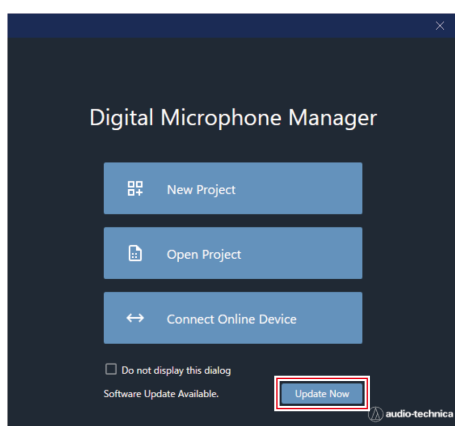 Digital Microphone Manager
New Project
Open Project
Connect Online Device
Do not display this dialog
Software Update Available.
Update Now
audio-technica